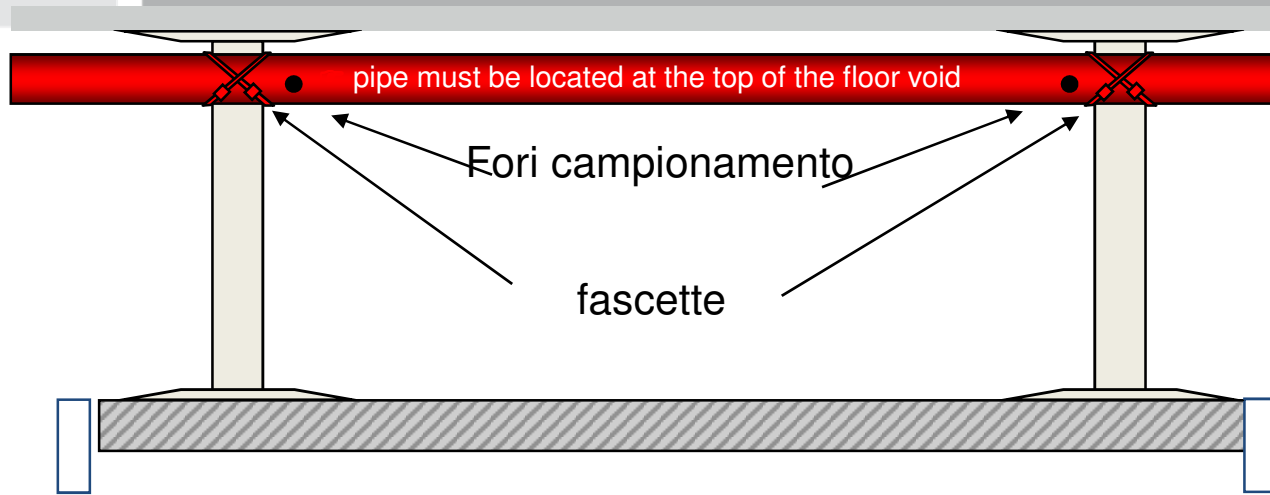 pipe must be located at the top of the floor void
Fori campionamento
fascette